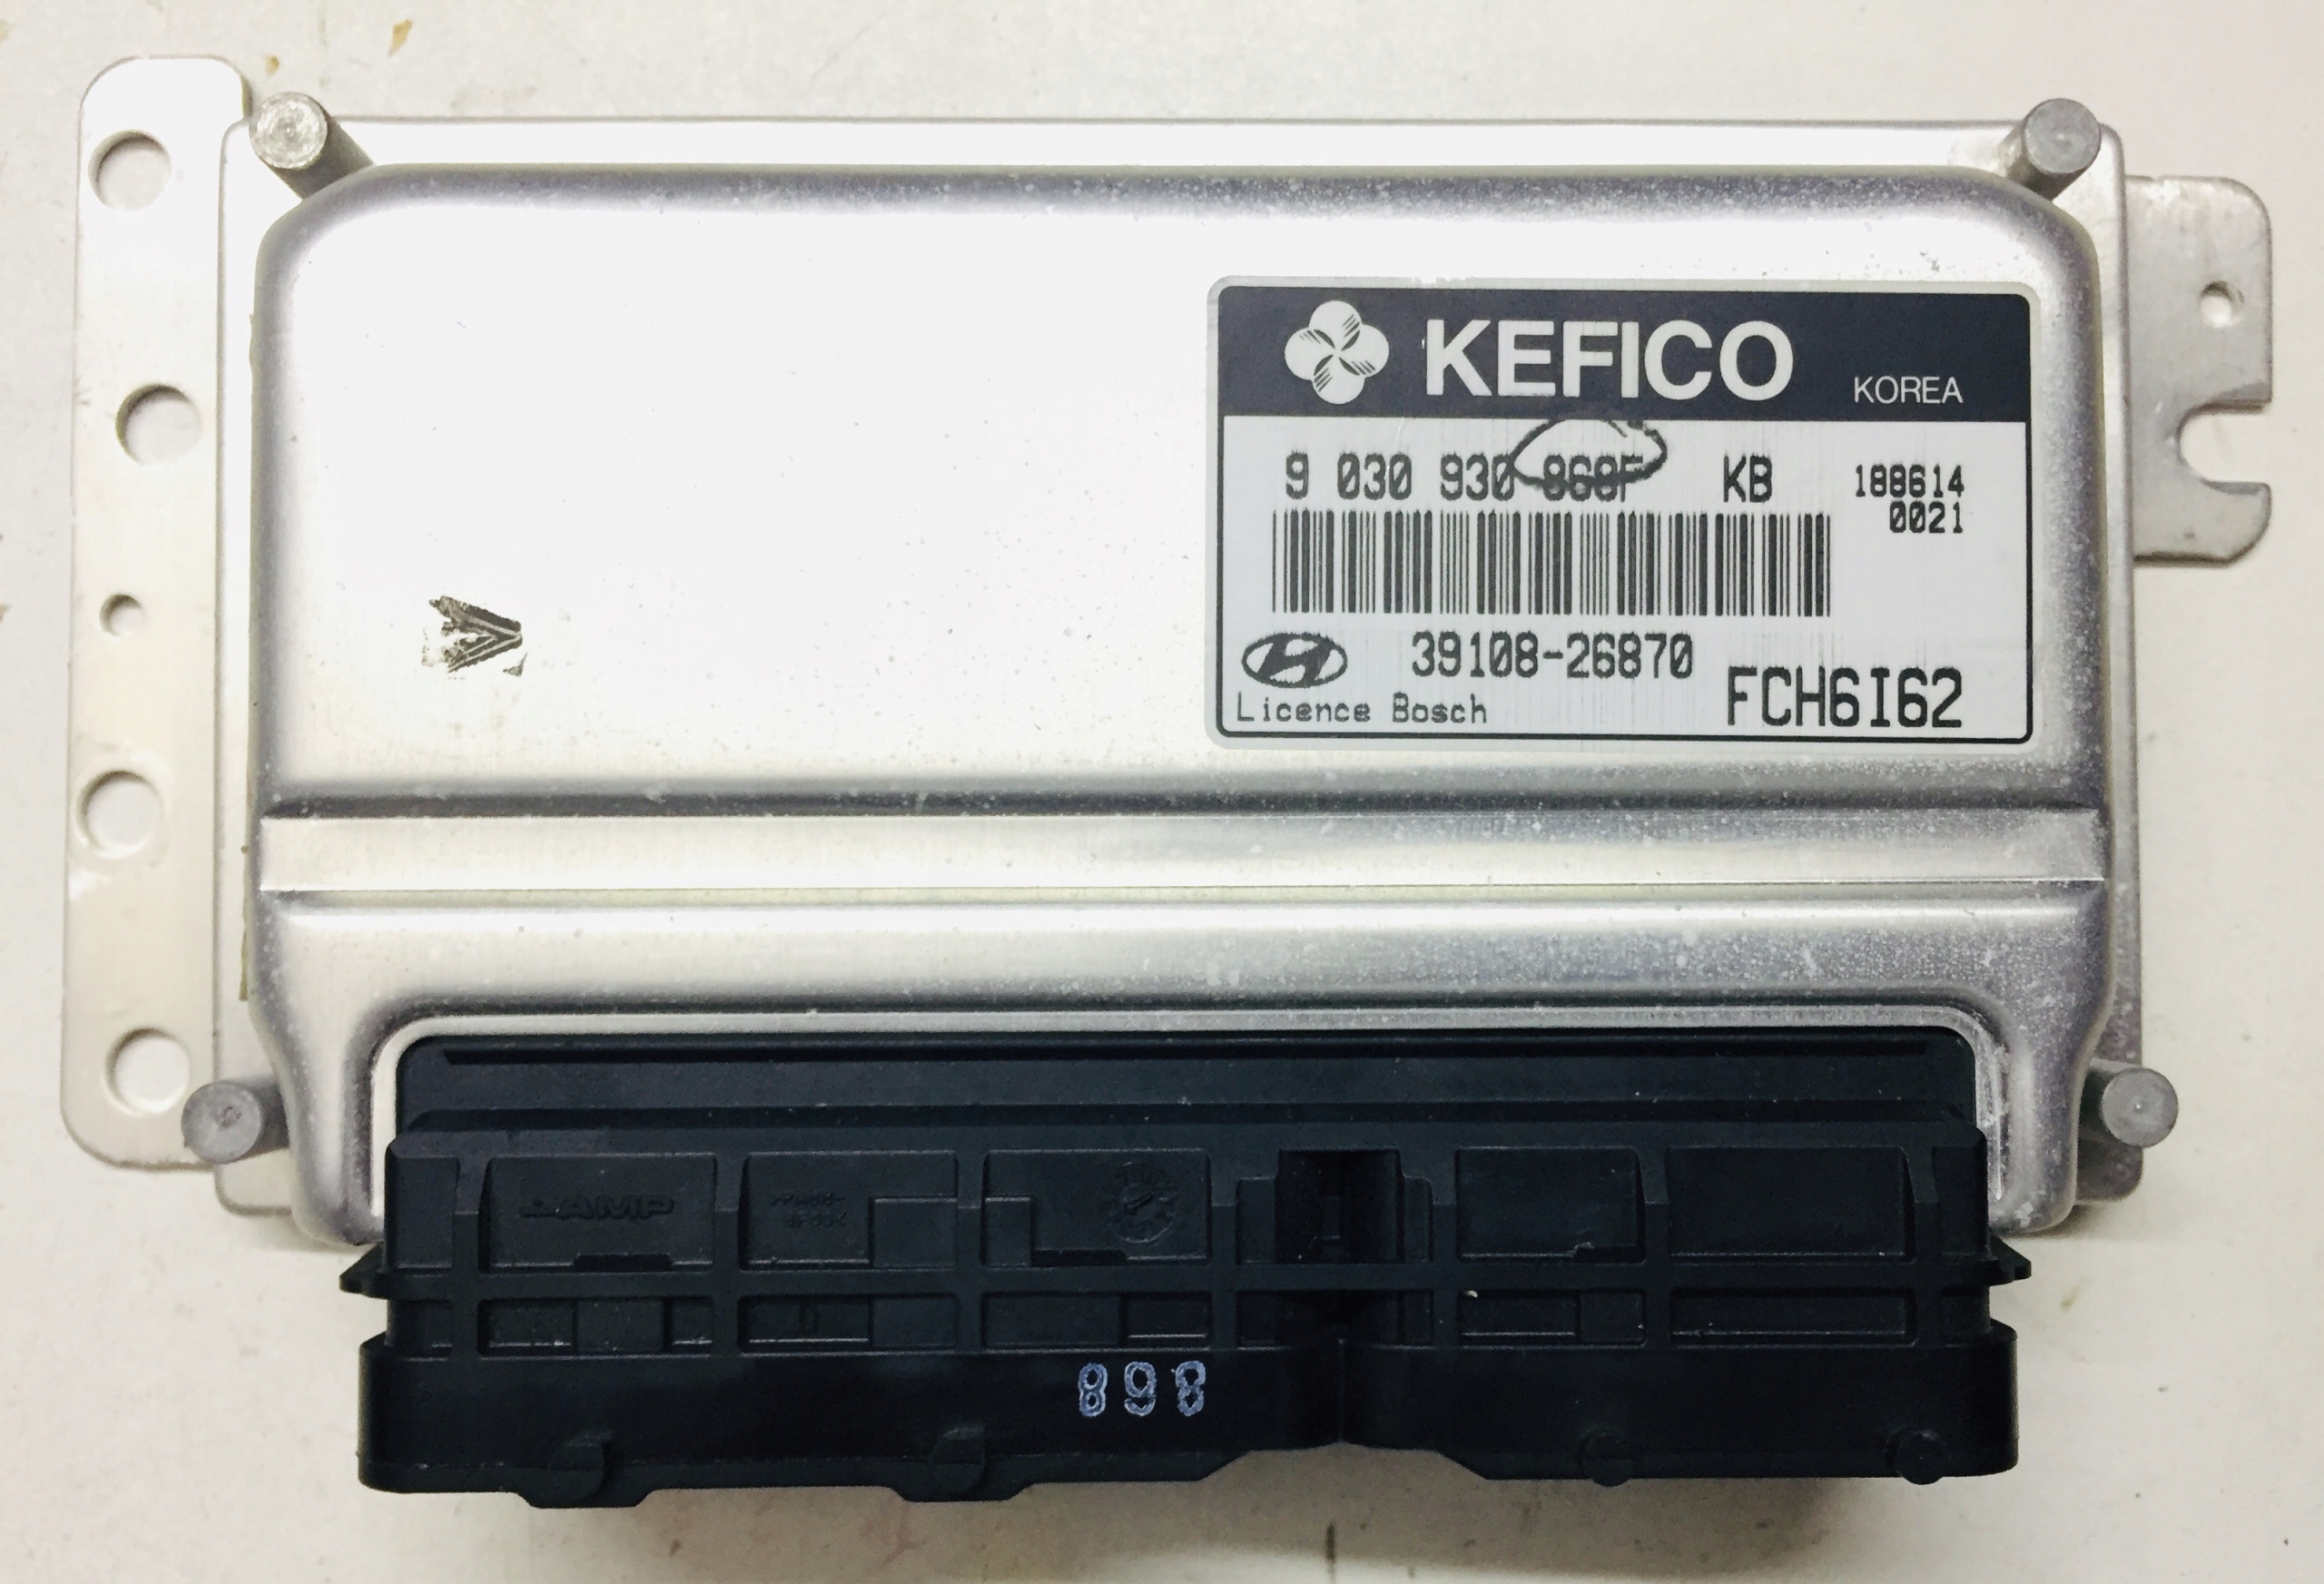 KEFICO KOREA
9 030 930 868F KB 188614
0021
39108-26870
FCH6I62
Licence Bosch
AMP
898